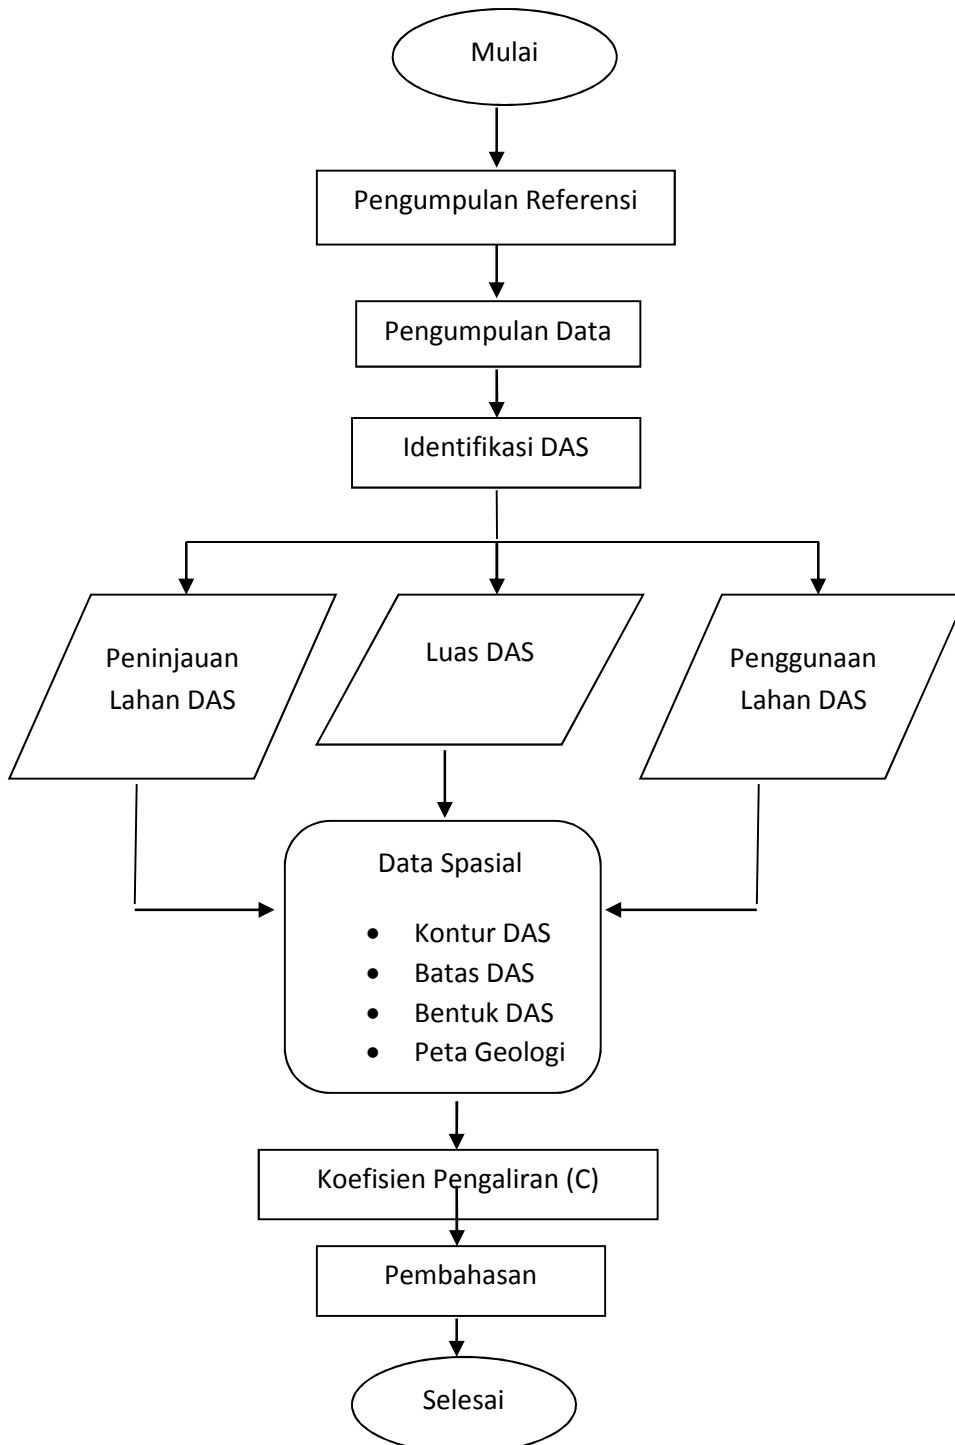 Mulai
Pengumpulan Referensi
Pengumpulan Data
Identifikasi DAS
Peninjauan
Lahan DAS
Luas DAS
Penggunaan
Lahan DAS
Data Spasial
• Kontur DAS
• Batas DAS
• Bentuk DAS
• Peta Geologi
Koefisien Pengaliran (C)
Pembahasan
Selesai